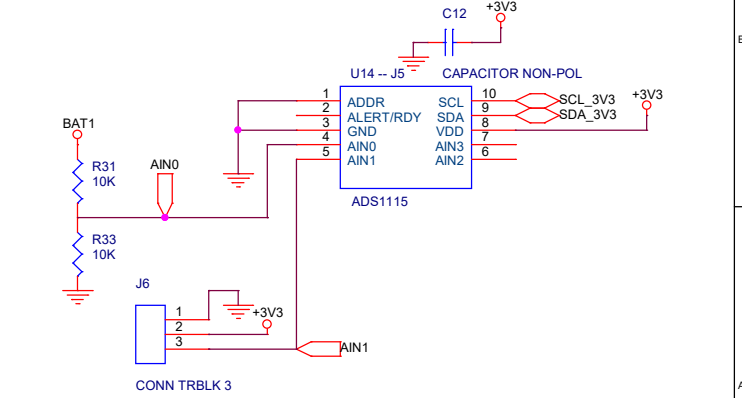 C12
+3V3
U14 -- J5
CAPACITOR NON-POL
1
ADDR
SCL
10
SCL_3V3
+3V3
2
ALERT/RDY
SDA
9
SDA_3V3
3
GND
VDD
8
4
AIN0
AIN3
7
5
AIN1
AIN2
6
ADS1115
BAT1
R31
10K
AIN0
R33
10K
J6
1
2
3
+3V3
AIN1
CONN TRBLK 3
A